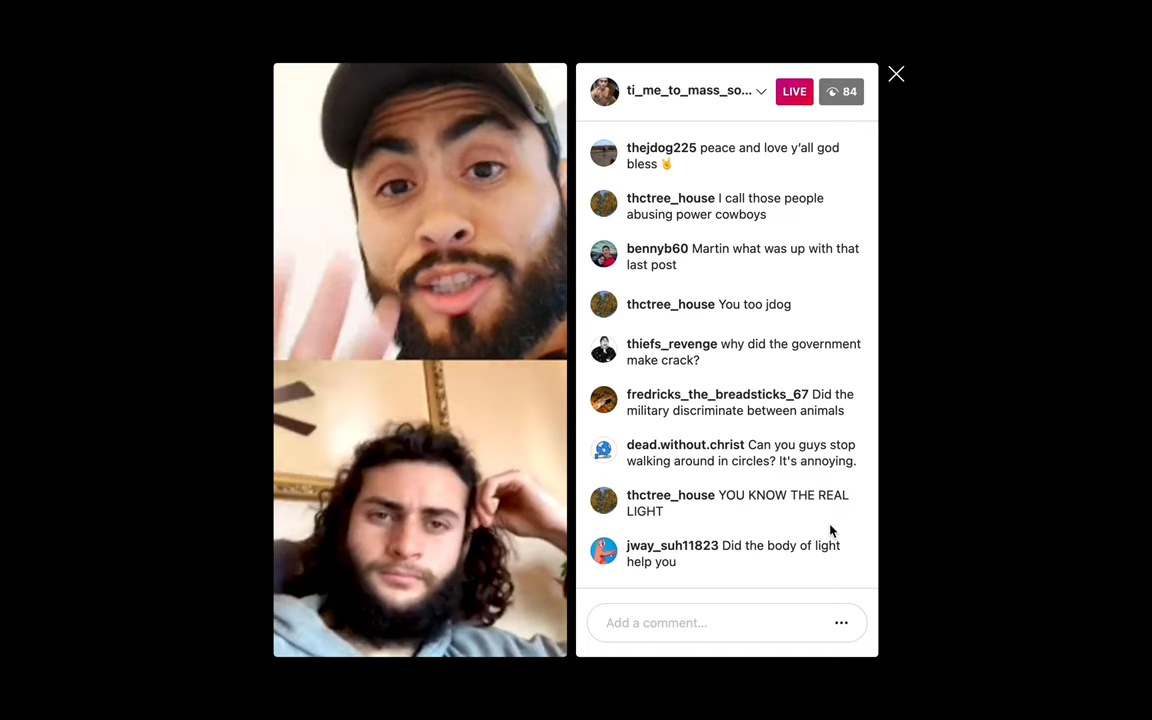 ti_me_to_mass_so... LIVE 84
thejdog225 peace and love y'all god
bless 🤘
thctree_house I call those people
abusing power cowboys
bennyb60 Martin what was up with that
last post
thctree_house You too jdog
thiefs_revenge why did the government
make crack?
fredricks_the_breadsticks_67 Did the
military discriminate between animals
dead.without.christ Can you guys stop
walking around in circles? It's annoying.
thctree_house YOU KNOW THE REAL
LIGHT
jway_suh11823 Did the body of light
help you
Add a comment...